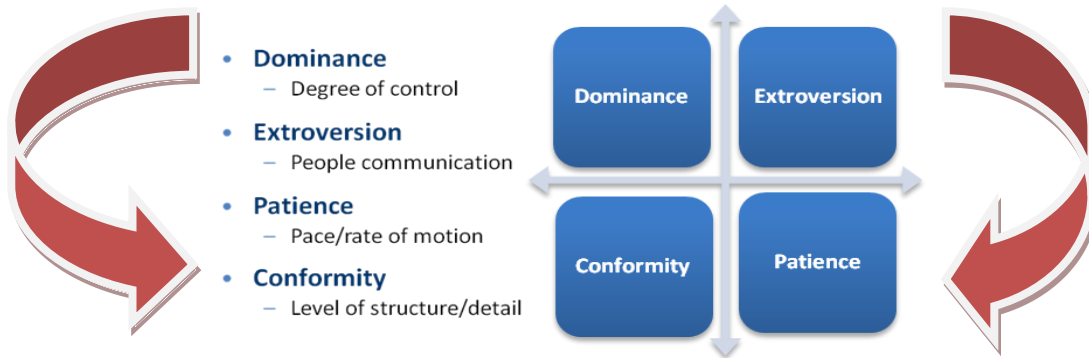 • Dominance
– Degree of control
• Extroversion
– People communication
• Patience
– Pace/rate of motion
• Conformity
– Level of structure/detail
Dominance
Extroversion
Conformity
Patience